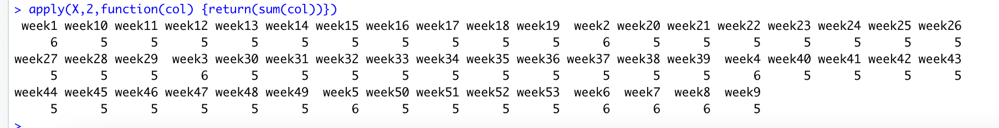 > apply(X,2,function(col) {return(sum(col))})
week1 week10 week11 week12 week13 week14 week15 week16 week17 week18 week19 week2 week20 week21 week22 week23 week24 week25 week26
6 5 5 5 5 5 5 5 5 5 5 6 5 5 5 5 5 5 5
week27 week28 week29 week3 week30 week31 week32 week33 week34 week35 week36 week37 week38 week39 week4 week40 week41 week42 week43
5 5 5 6 5 5 5 5 5 5 5 5 5 5 6 5 5 5 5
week44 week45 week46 week47 week48 week49 week5 week50 week51 week52 week53 week6 week7 week8 week9
5 5 5 5 5 5 6 5 5 5 5 6 6 6 5
>